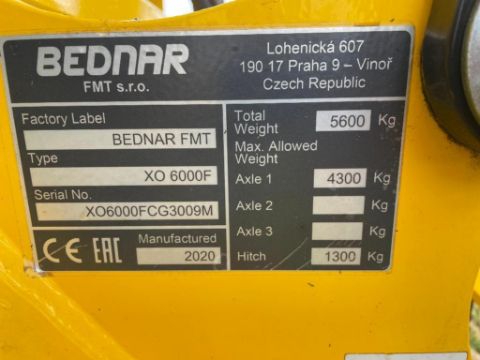 BEDNAR
FMT s.r.o.
Lohenická 607
190 17 Praha 9 – Vinoř
Czech Republic
Factory Label
BEDNAR FMT
Type
XO 6000F
Serial No.
XO6000FCG3009M
CE EAC Manufactured 2020
Total Weight 5600 Kg
Max. Allowed
Weight
Axle 1 4300 Kg
Axle 2 Kg
Axle 3 Kg
Hitch 1300 Kg